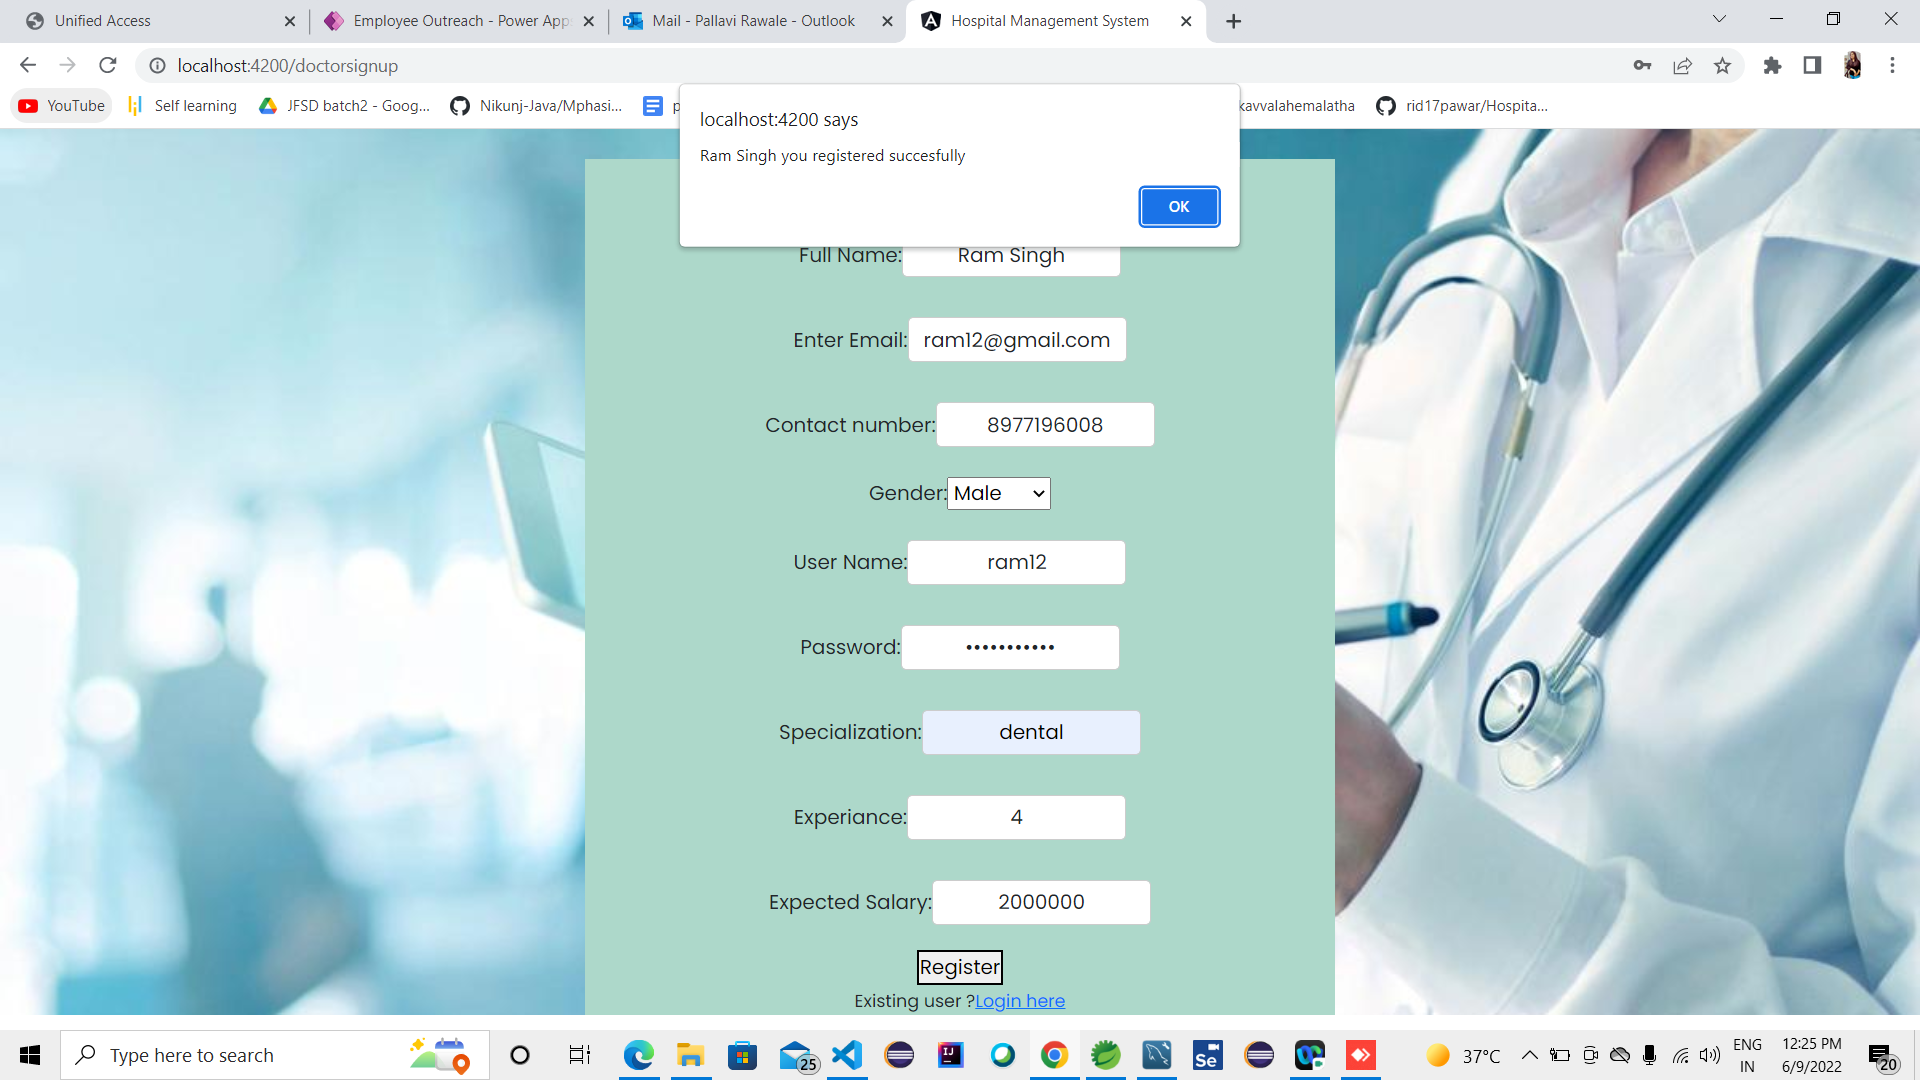 Unified Access
Employee Outreach - Power App
Mail - Pallavi Rawale - Outlook
Hospital Management System
localhost:4200/doctorsignup
YouTube
Self learning
JFSD batch2 - Goog...
Nikunj-Java/Mphasi...
kavvalahemalatha
rid17pawar/Hospita...
localhost:4200 says
Ram Singh you registered succesfully
OK
Full Name: Ram Singh
Enter Email: ram12@gmail.com
Contact number: 8977196008
Gender: Male
User Name: ram12
Password: •••••••••••
Specialization: dental
Experiance: 4
Expected Salary: 2000000
Register
Existing user ?Login here
Type here to search
25
Se
37°C
ENG
IN
12:25 PM
6/9/2022
20